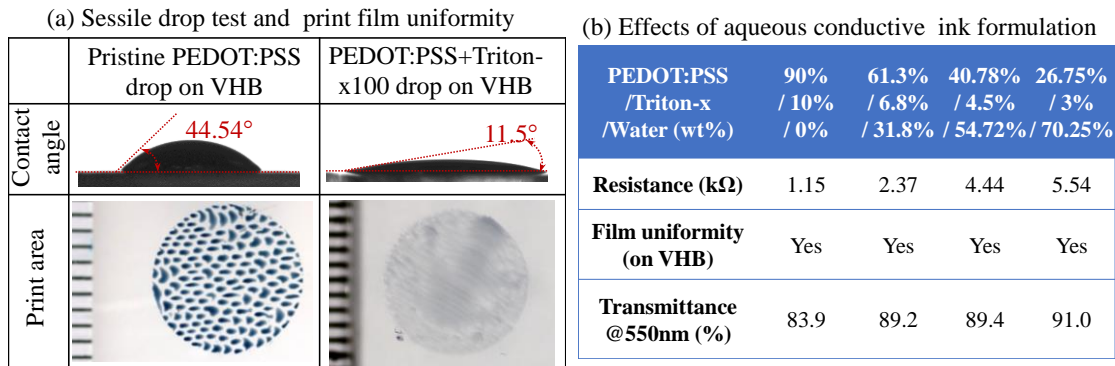 (a) Sessile drop test and print film uniformity
Pristine PEDOT:PSS
drop on VHB
PEDOT:PSS+Triton-
x100 drop on VHB
Contact
angle
44.54°
11.5°
Print area
(b) Effects of aqueous conductive ink formulation
PEDOT:PSS
/Triton-x
/Water (wt%)
90%
/ 10%
/ 0%
61.3%
/ 6.8%
/ 31.8%
40.78%
/ 4.5%
/ 54.72%
26.75%
/ 3%
/ 70.25%
Resistance (kΩ) 1.15 2.37 4.44 5.54
Film uniformity
(on VHB)
Yes Yes Yes Yes
Transmittance
@550nm (%)
83.9 89.2 89.4 91.0